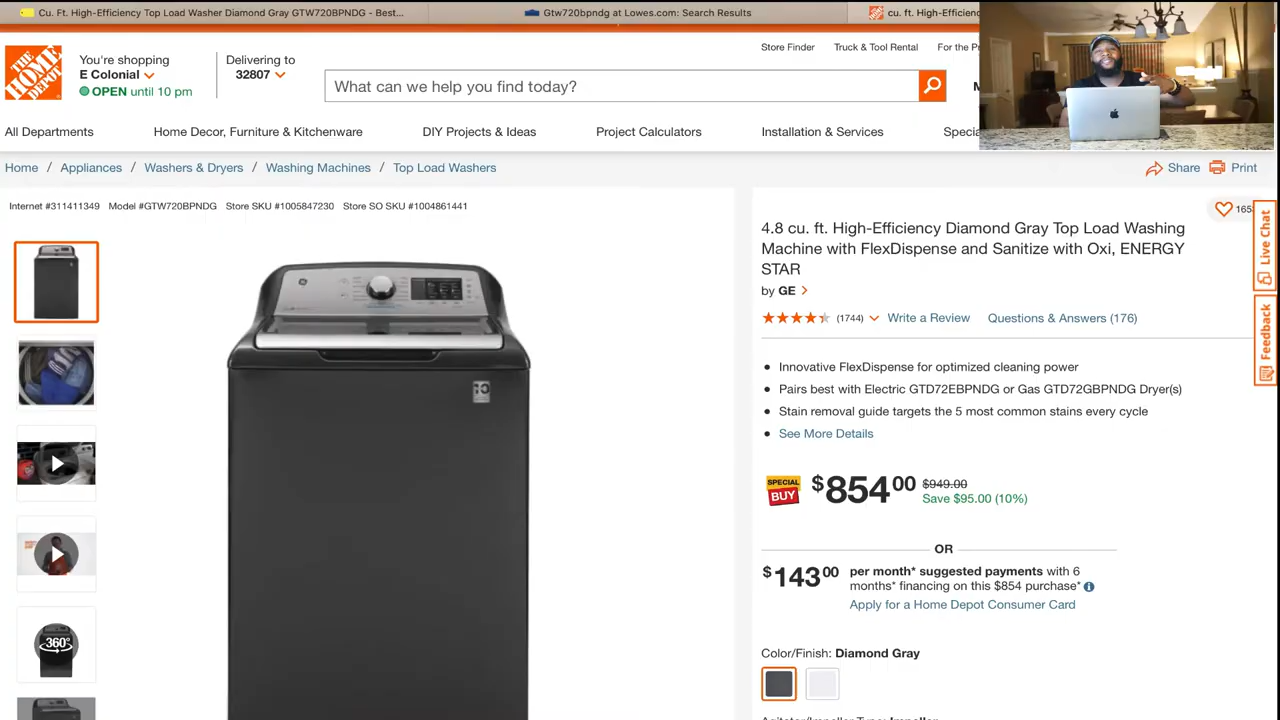 Cu. Ft. High-Efficiency Top Load Washer Diamond Gray GTW720BPNDG - Best...
Gtw720bpndg at Lowes.com: Search Results
cu. ft. High-Efficien
THE HOME DEPOT
You're shopping
E Colonial
OPEN until 10 pm
Delivering to
32807
What can we help you find today?
Store Finder
Truck & Tool Rental
For the P
M
All Departments
Home Decor, Furniture & Kitchenware
DIY Projects & Ideas
Project Calculators
Installation & Services
Specia
Home / Appliances / Washers & Dryers / Washing Machines / Top Load Washers
Share
Print
Internet #311411349 Model #GTW720BPNDG Store SKU #1005847230 Store SO SKU #1004861441
165
4.8 cu. ft. High-Efficiency Diamond Gray Top Load Washing
Machine with FlexDispense and Sanitize with Oxi, ENERGY
STAR
by GE
(1744)
Write a Review
Questions & Answers (176)
• Innovative FlexDispense for optimized cleaning power
• Pairs best with Electric GTD72EBPNDG or Gas GTD72GBPNDG Dryer(s)
• Stain removal guide targets the 5 most common stains every cycle
• See More Details
SPECIAL
BUY
$85400
$949.00
Save $95.00 (10%)
OR
$14300
per month* suggested payments with 6
months* financing on this $854 purchase*
Apply for a Home Depot Consumer Card
Color/Finish: Diamond Gray
Live Chat
Feedback
360°